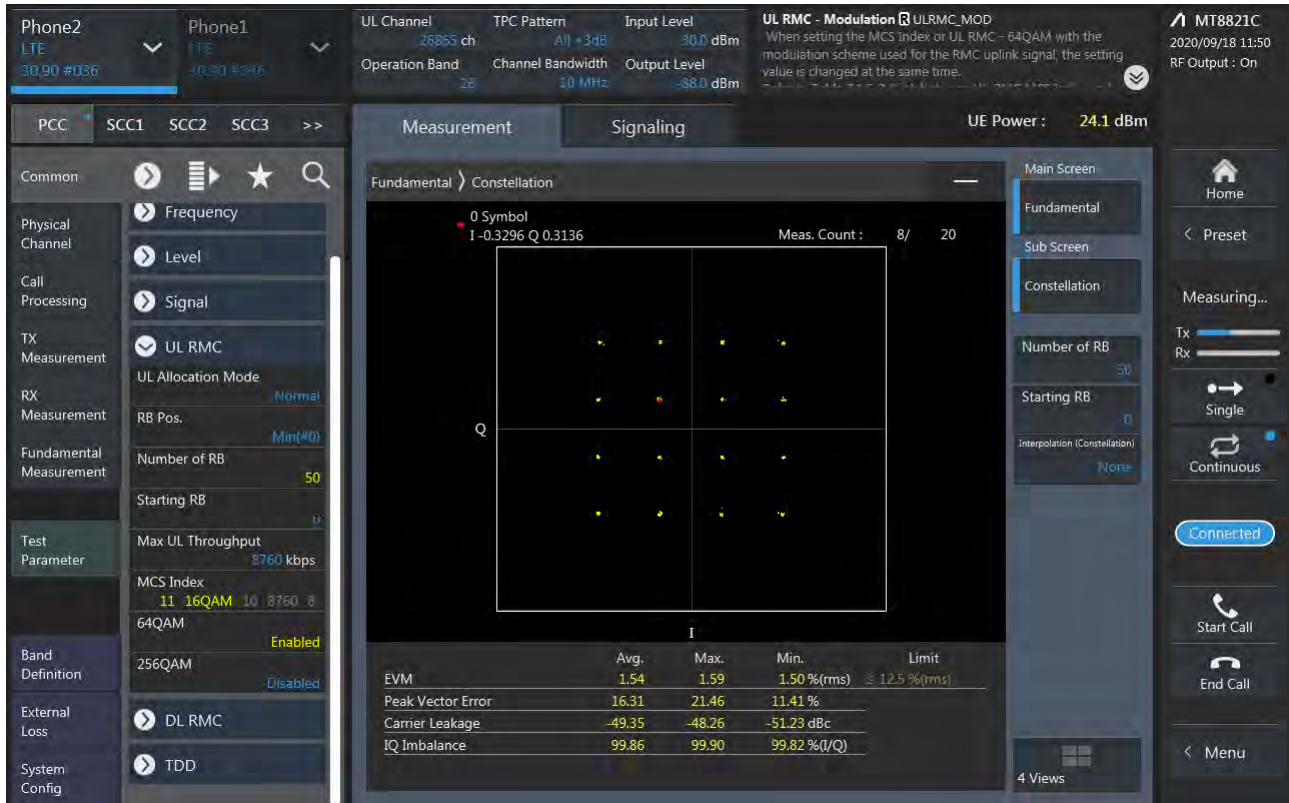 Phone2
LTE
30.90 #036
Phone1
LTE
UL Channel
26865 ch
TPC Pattern
All +3dB
Input Level
30.0 dBm
Operation Band
26
Channel Bandwidth
10 MHz
Output Level
-88.0 dBm
UL RMC - Modulation R ULRMC_MOD
When setting the MCS Index or UL RMC - 64QAM with the
modulation scheme used for the RMC uplink signal, the setting
value is changed at the same time.
MT8821C
2020/09/18 11:50
RF Output : On
PCC SCC1 SCC2 SCC3 >>
Measurement
Signaling
UE Power : 24.1 dBm
Common
Physical
Channel
Call
Processing
TX
Measurement
RX
Measurement
Fundamental
Measurement
Test
Parameter
Band
Definition
External
Loss
System
Config
Frequency
Level
Signal
UL RMC
UL Allocation Mode
Normal
RB Pos.
Min(#0)
Number of RB
50
Starting RB
0
Max UL Throughput
8760 kbps
MCS Index
11 16QAM 10 8760 8
64QAM
Enabled
256QAM
Disabled
DL RMC
TDD
Fundamental 〉 Constellation
0 Symbol
I -0.3296 Q 0.3136
Meas. Count : 8/ 20
Q
I
Avg. Max. Min. Limit
EVM 1.54 1.59 1.50 %(rms) ≤ 12.5 %(rms)
Peak Vector Error 16.31 21.46 11.41 %
Carrier Leakage -49.35 -48.26 -51.23 dBc
IQ Imbalance 99.86 99.90 99.82 %(I/Q)
Main Screen
Fundamental
Sub Screen
Constellation
Number of RB
50
Starting RB
0
Interpolation (Constellation)
None
4 Views
Home
< Preset
Measuring...
Tx
Rx
Single
Continuous
Connected
Start Call
End Call
< Menu